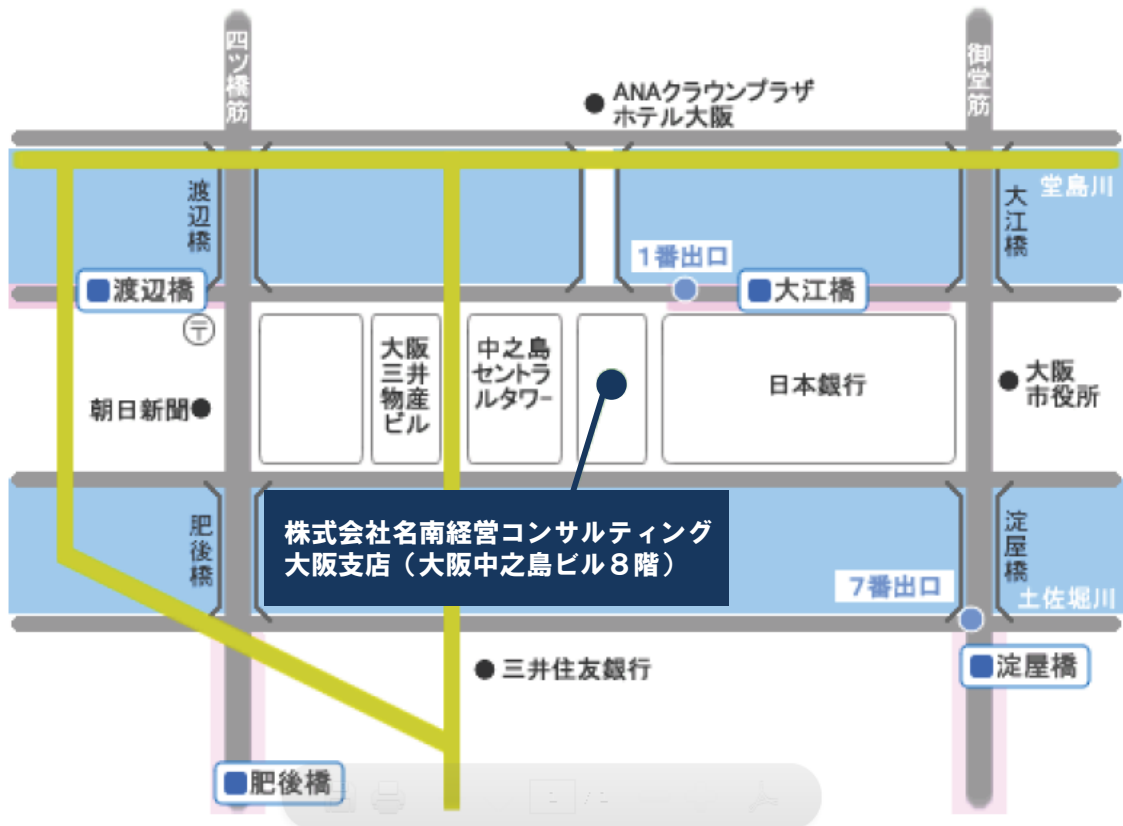 四ツ橋筋
御堂筋
ANAクラウンプラザ
ホテル大阪
渡辺橋
大江橋
堂島川
1番出口
渡辺橋
大江橋
〒
大阪
三井
物産
ビル
中之島
セントラ
ルタワー
日本銀行
大阪
市役所
朝日新聞
株式会社名南経営コンサルティング
大阪支店（大阪中之島ビル８階）
肥後橋
淀屋橋
7番出口
土佐堀川
三井住友銀行
淀屋橋
肥後橋